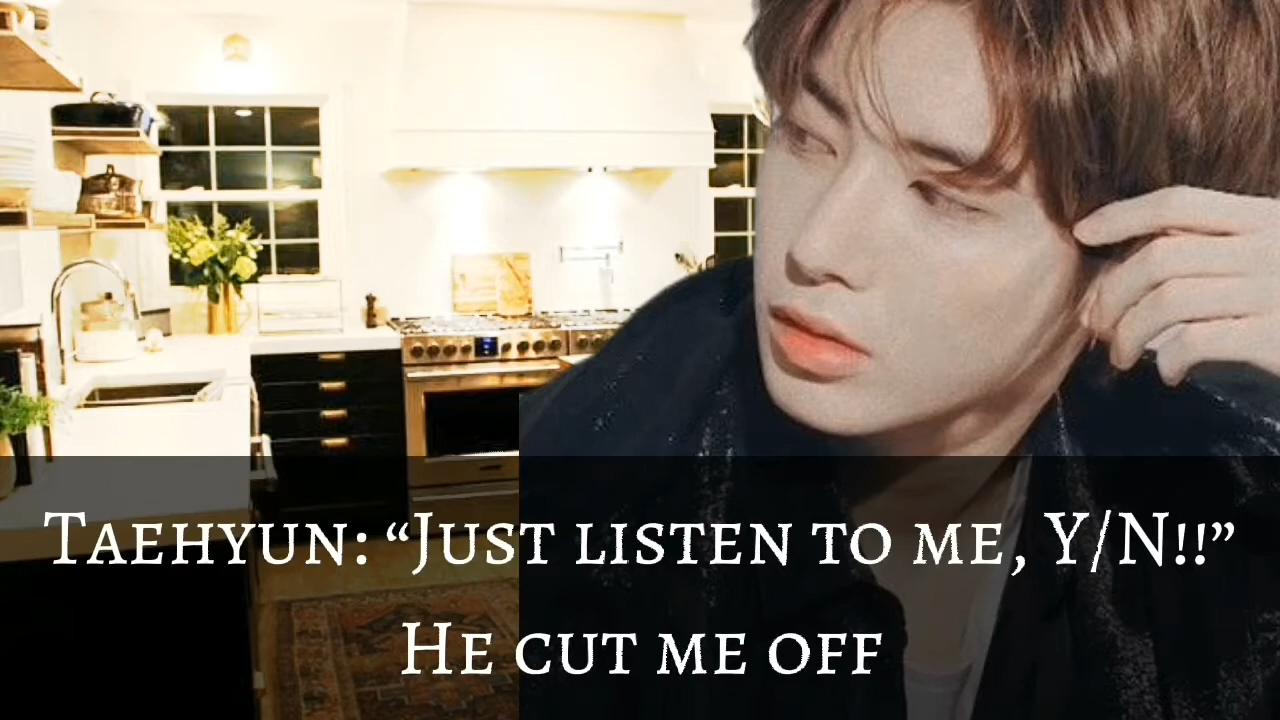 Taehyun: “Just listen to me, Y/N!!”
He cut me off